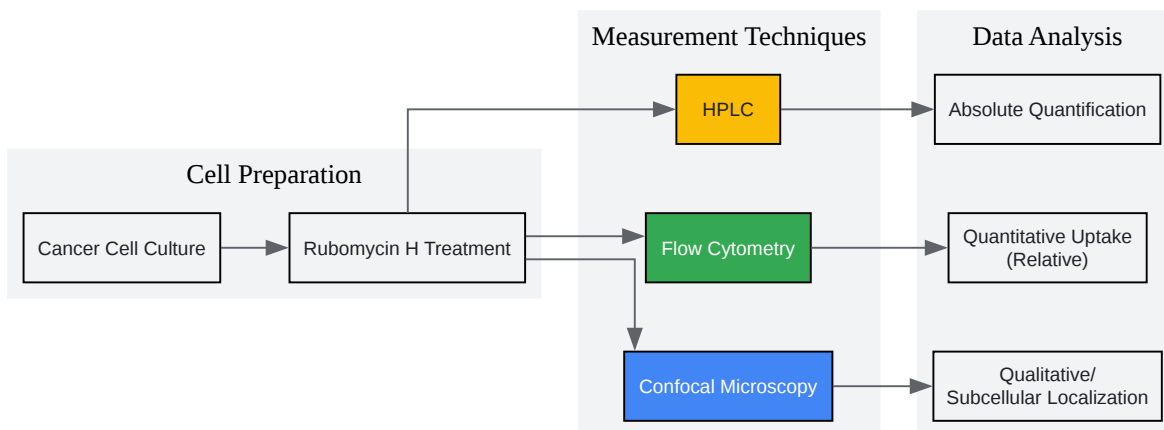 Measurement Techniques
Data Analysis
HPLC
Absolute Quantification
Cell Preparation
Cancer Cell Culture
Rubomycin H Treatment
Flow Cytometry
Quantitative Uptake
(Relative)
Confocal Microscopy
Qualitative/
Subcellular Localization